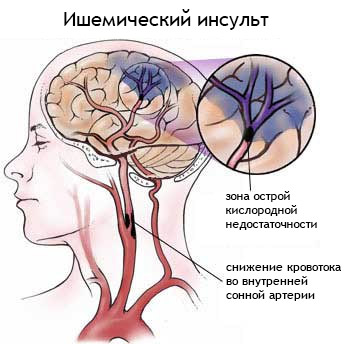 Ишемический инсульт
зона острой
кислородной
недостаточности
снижение кровотока
во внутренней
сонной артерии